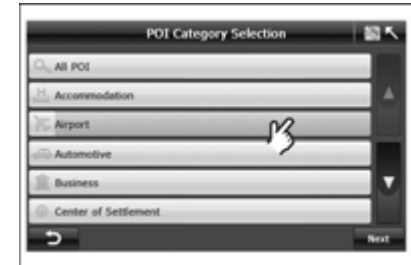 POI Category Selection
All POI
Accommodation
Airport
Automotive
Business
Center of Settlement
Next